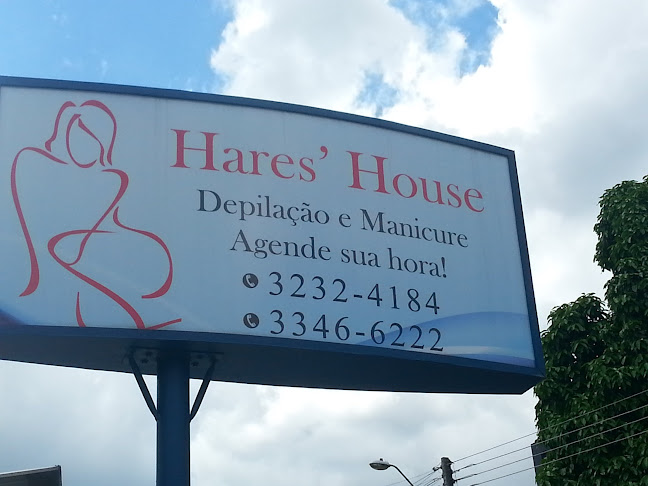 Hares' House
Depilação e Manicure
Agende sua hora!
3232-4184
3346-6222